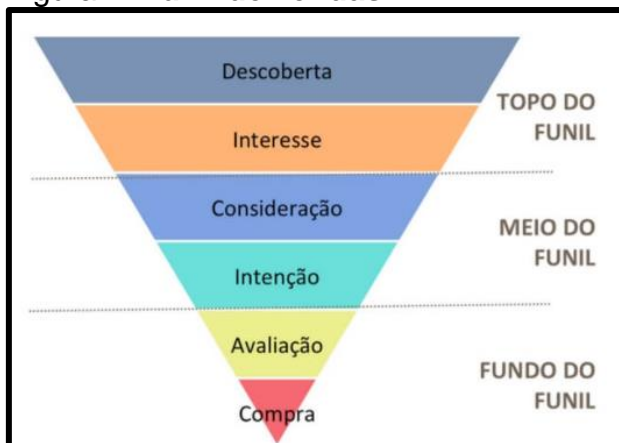 Descoberta
TOPO DO
FUNIL
Interesse
Consideração
MEIO DO
FUNIL
Intenção
Avaliação
FUNDO DO
FUNIL
Compra